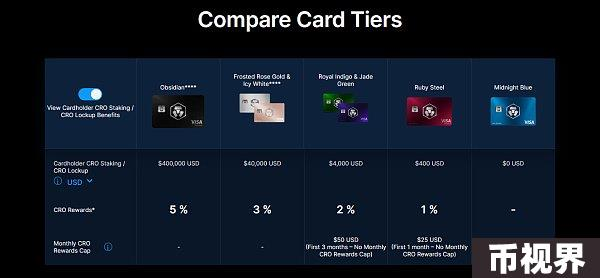 Compare Card Tiers
View Cardholder CRO Staking /
CRO Lockup Benefits
Obsidian****
VISA
Frosted Rose Gold &
Icy White****
Royal Indigo & Jade
Green
VISA
Ruby Steel
VISA
Midnight Blue
VISA
Cardholder CRO Staking /
CRO Lockup
USD
$400,000 USD
$40,000 USD
$4,000 USD
$400 USD
$0 USD
CRO Rewards*
5 %
3 %
2 %
1 %
-
Monthly CRO
Rewards Cap
-
-
$50 USD
(First 3 months – No Monthly
CRO Rewards Cap)
$25 USD
(First 1 month – No Monthly
CRO Rewards Cap)
币视界